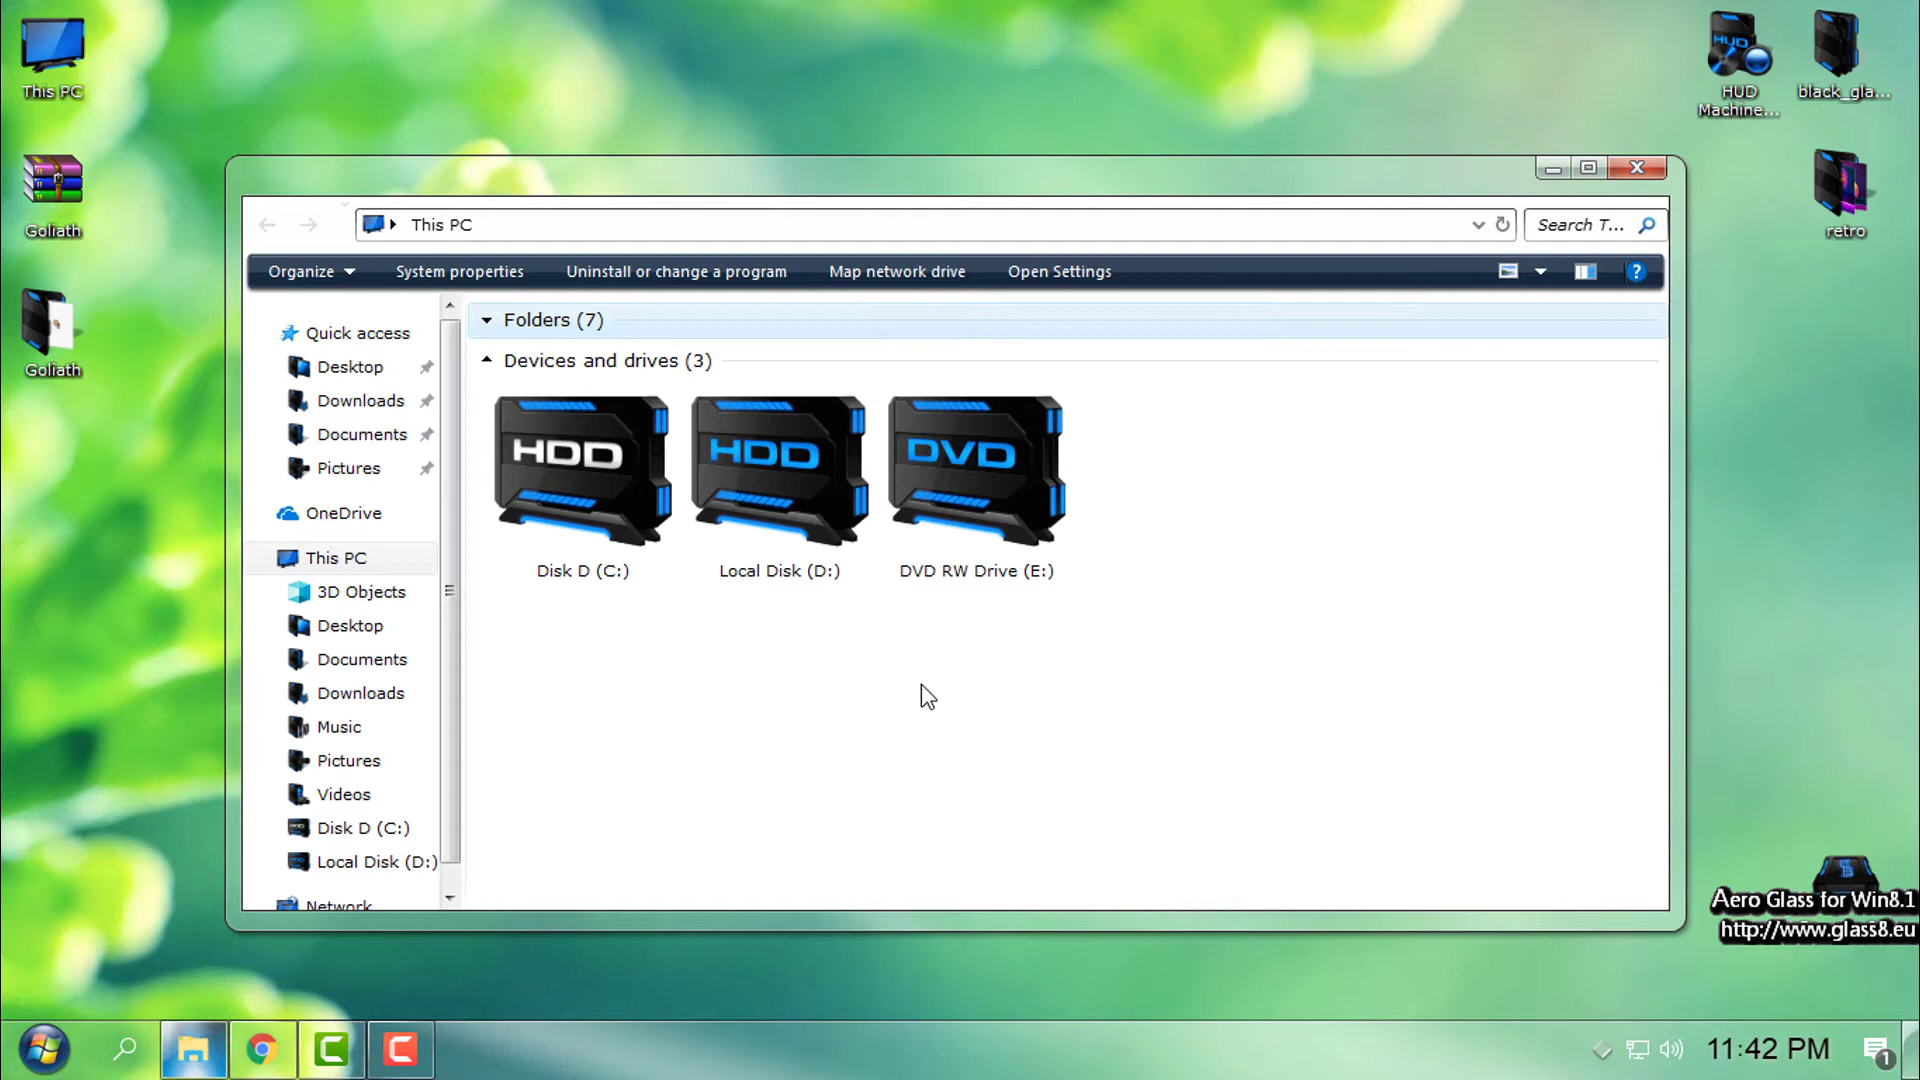 This PC
Goliath
Goliath
HUD
HUD
Machine...
black_gla...
retro
This PC
Search T...
Organize
System properties
Uninstall or change a program
Map network drive
Open Settings
?
Quick access
Desktop
Downloads
Documents
Pictures
OneDrive
This PC
3D Objects
Desktop
Documents
Downloads
Music
Pictures
Videos
Disk D (C:)
Local Disk (D:)
Network
Folders (7)
Devices and drives (3)
HDD
HDD
DVD
Disk D (C:)
Local Disk (D:)
DVD RW Drive (E:)
Aero Glass for Win8.1
http://www.glass8.eu
11:42 PM
1